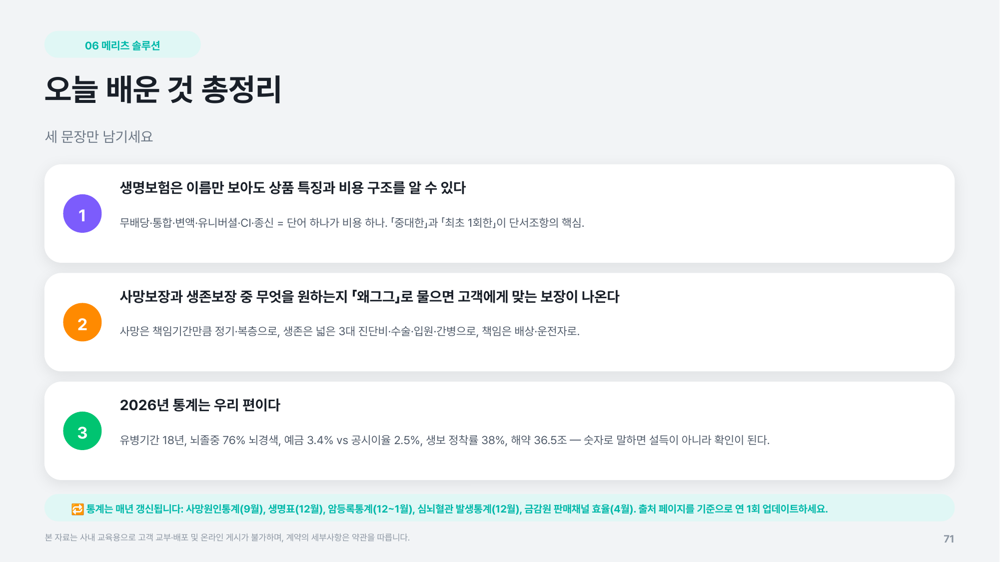 06 메리츠 솔루션
오늘 배운 것 총정리
세 문장만 남기세요
1
생명보험은 이름만 보아도 상품 특징과 비용 구조를 알 수 있다
무배당·통합·변액·유니버셜·CI·종신 = 단어 하나가 비용 하나. 「중대한」과 「최초 1회한」이 단서조항의 핵심.
2
사망보장과 생존보장 중 무엇을 원하는지 「왜그그」로 물으면 고객에게 맞는 보장이 나온다
사망은 책임기간만큼 정기·복층으로, 생존은 넓은 3대 진단비·수술·입원·간병으로, 책임은 배상·운전자로.
3
2026년 통계는 우리 편이다
유병기간 18년, 뇌졸중 76% 뇌경색, 예금 3.4% vs 공시이율 2.5%, 생보 정착률 38%, 해약 36.5조 — 숫자로 말하면 설득이 아니라 확인이 된다.
🔁 통계는 매년 갱신됩니다: 사망원인통계(9월), 생명표(12월), 암등록통계(12~1월), 심뇌혈관 발생통계(12월), 금감원 판매채널 효율(4월). 출처 페이지를 기준으로 연 1회 업데이트하세요.
본 자료는 사내 교육용으로 고객 교부·배포 및 온라인 게시가 불가하며, 계약의 세부사항은 약관을 따릅니다.
71